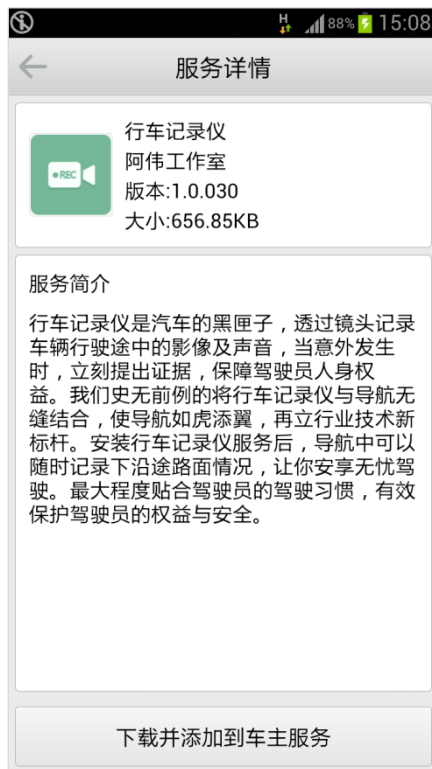 H
88%
15:08
服务详情
REC
行车记录仪
阿伟工作室
版本:1.0.030
大小:656.85KB
服务简介
行车记录仪是汽车的黑匣子，透过镜头记录
车辆行驶途中的影像及声音，当意外发生
时，立刻提出证据，保障驾驶员人身权
益。我们史无前例的将行车记录仪与导航无
缝结合，使导航如虎添翼，再立行业技术新
标杆。安装行车记录仪服务后，导航中可以
随时记录下沿途路面情况，让你安享无忧驾
驶。最大程度贴合驾驶员的驾驶习惯，有效
保护驾驶员的权益与安全。
下载并添加到车主服务